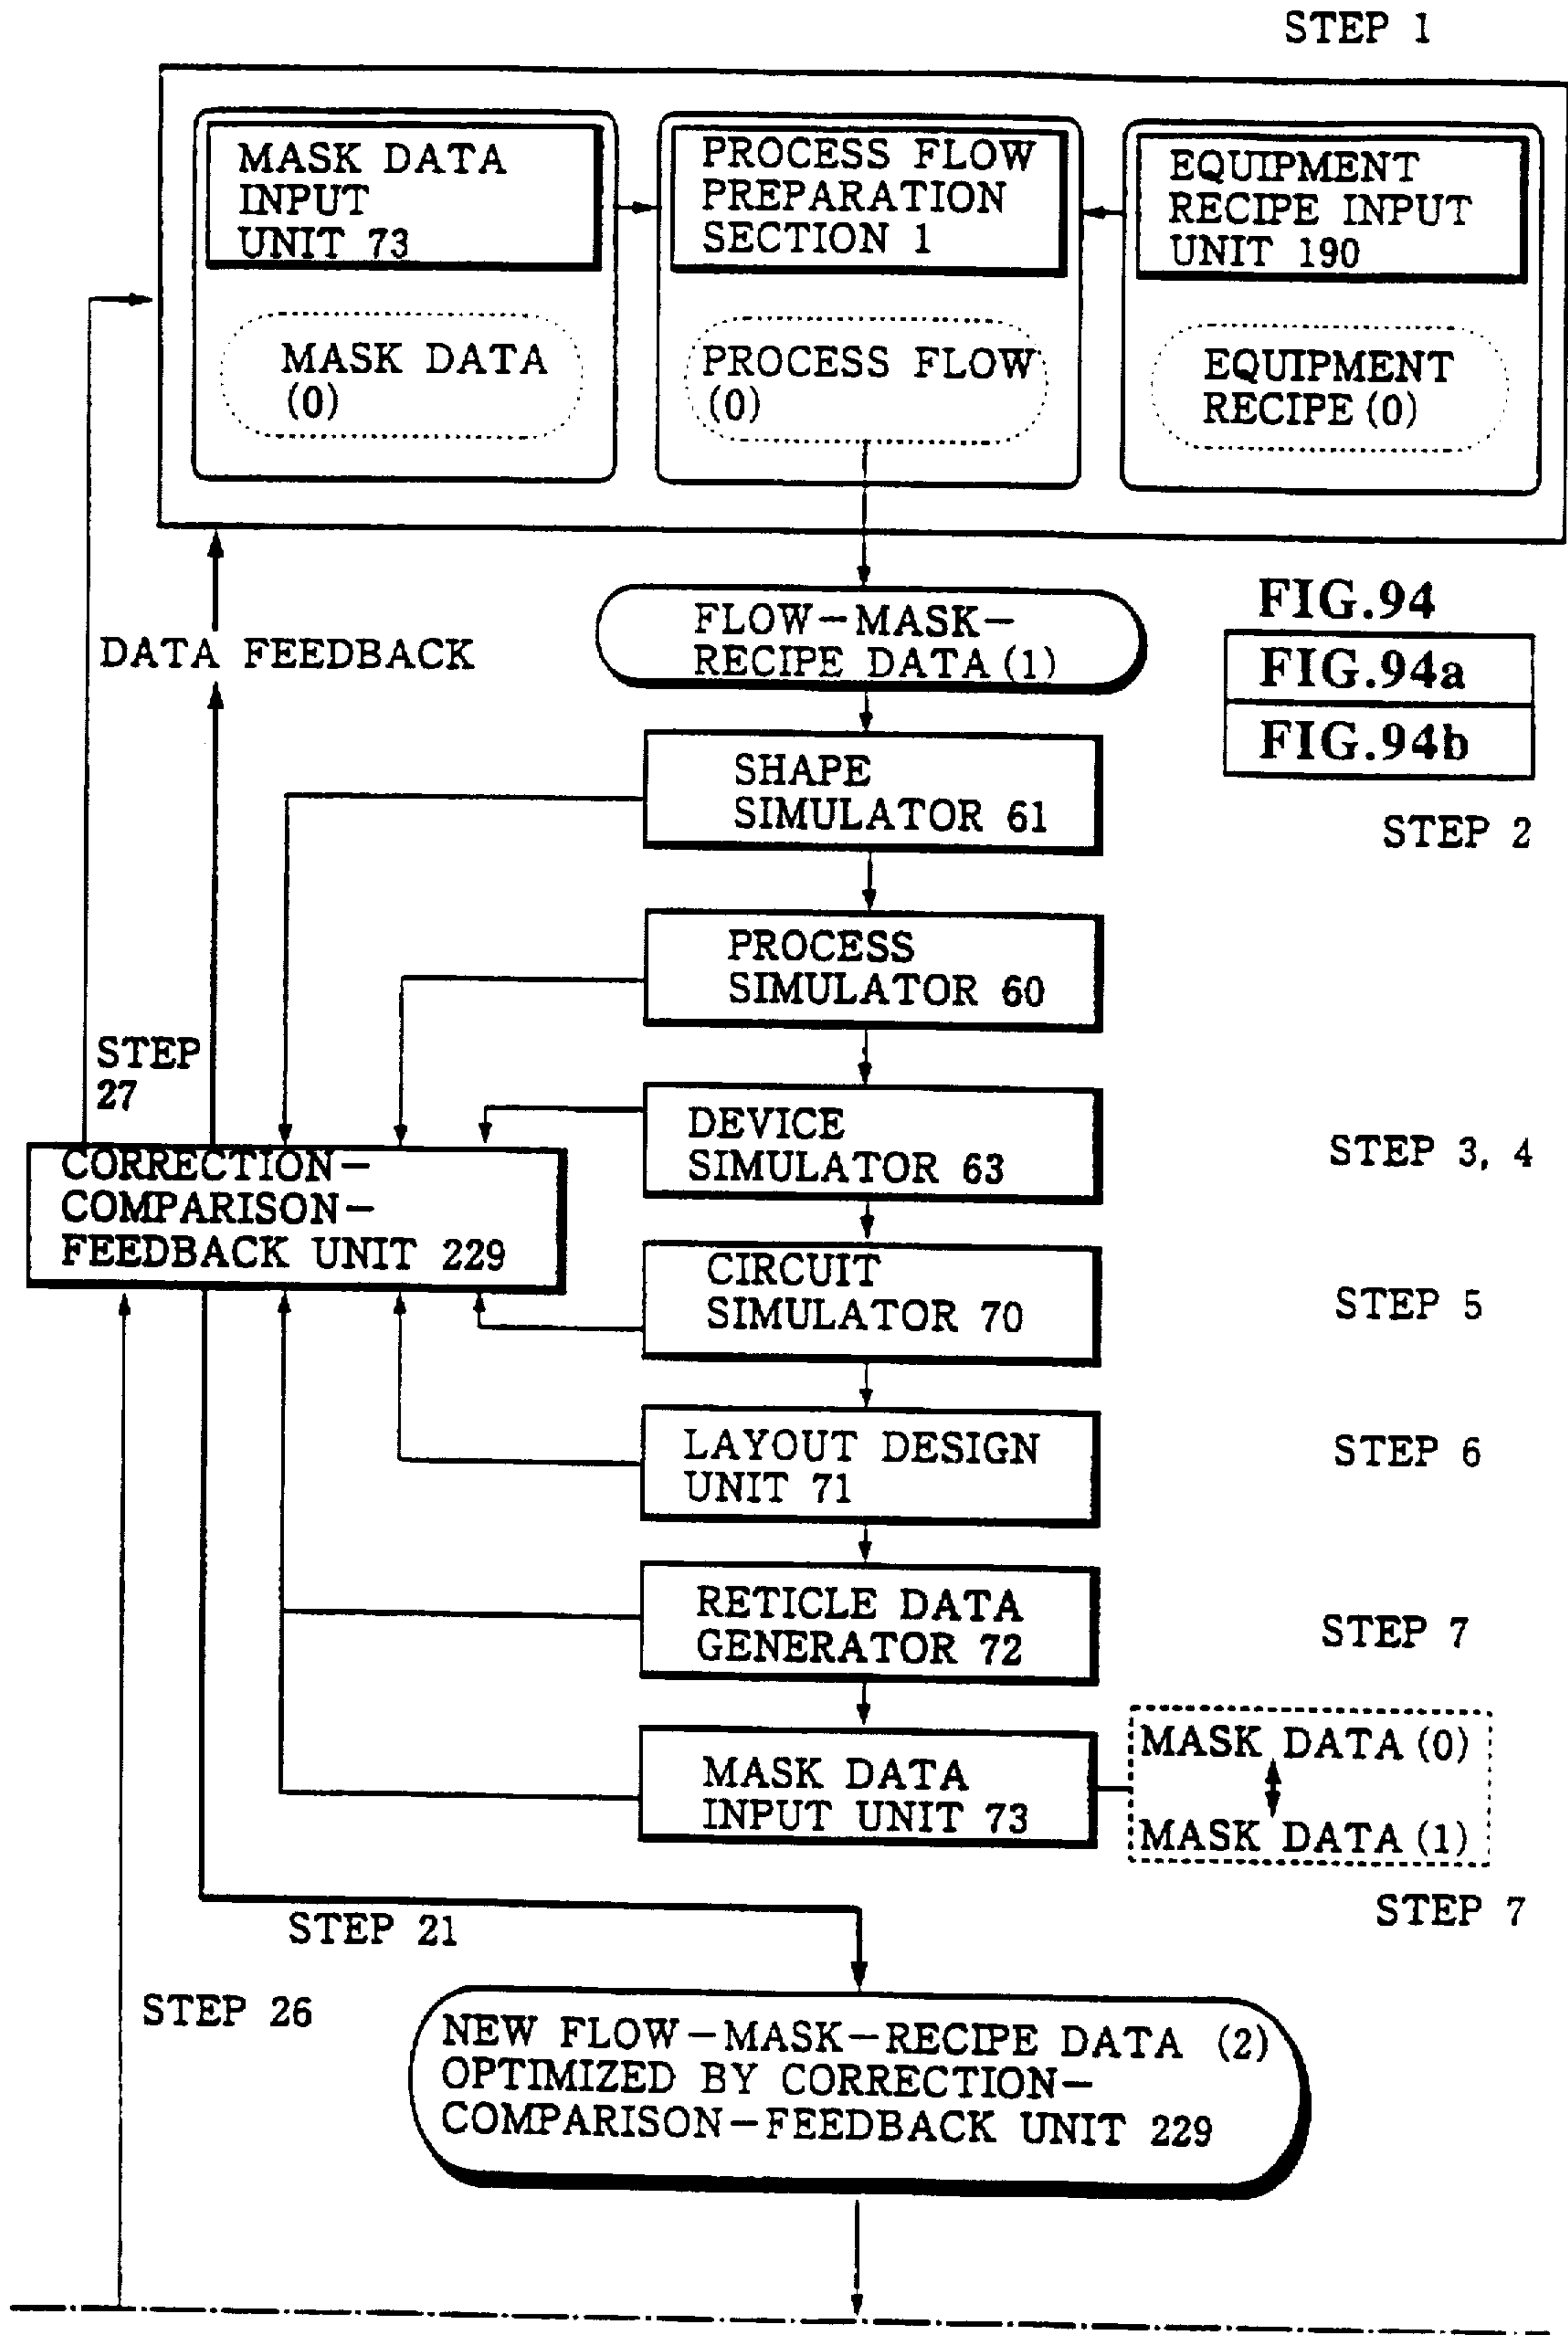 STEP 1
MASK DATA
INPUT
UNIT 73
PROCESS FLOW
PREPARATION
SECTION 1
EQUIPMENT
RECIPE INPUT
UNIT 190
MASK DATA
(0)
PROCESS FLOW
(0)
EQUIPMENT
RECIPE (0)
FLOW-MASK-
RECIPE DATA (1)
FIG.94
FIG.94a
FIG.94b
DATA FEEDBACK
SHAPE
SIMULATOR 61
STEP 2
PROCESS
SIMULATOR 60
STEP
27
DEVICE
SIMULATOR 63
STEP 3, 4
CORRECTION-
COMPARISON-
FEEDBACK UNIT 229
CIRCUIT
SIMULATOR 70
STEP 5
LAYOUT DESIGN
UNIT 71
STEP 6
RETICLE DATA
GENERATOR 72
STEP 7
MASK DATA
INPUT UNIT 73
MASK DATA (0)
MASK DATA (1)
STEP 7
STEP 21
STEP 26
NEW FLOW-MASK-RECIPE DATA (2)
OPTIMIZED BY CORRECTION-
COMPARISON-FEEDBACK UNIT 229